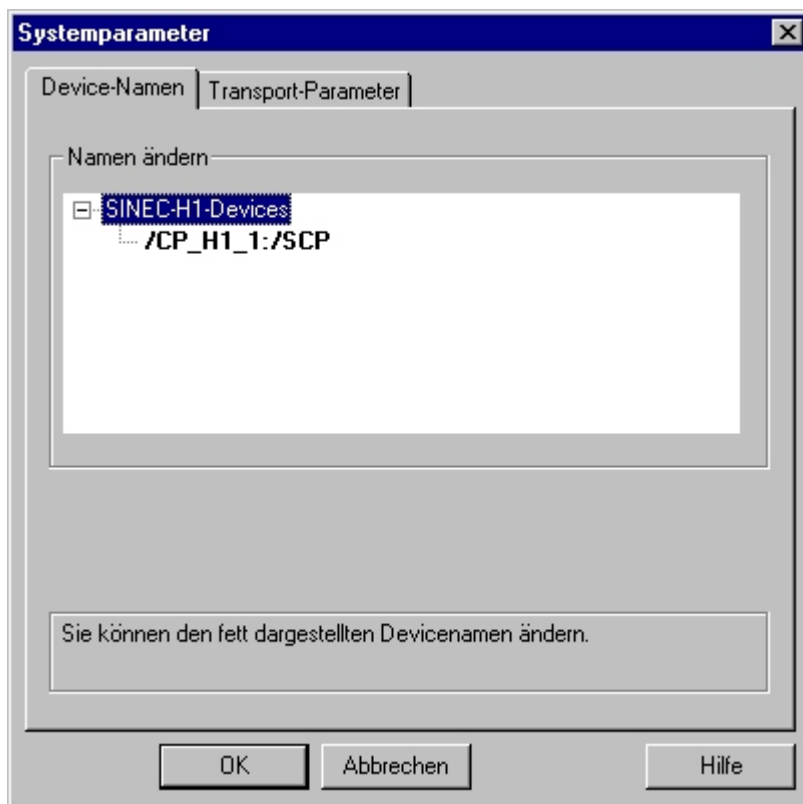 Systemparameter
Device-Namen Transport-Parameter
Namen ändern
SINEC-H1-Devices
/CP_H1_1:/SCP
Sie können den fett dargestellten Devicenamen ändern.
OK Abbrechen Hilfe